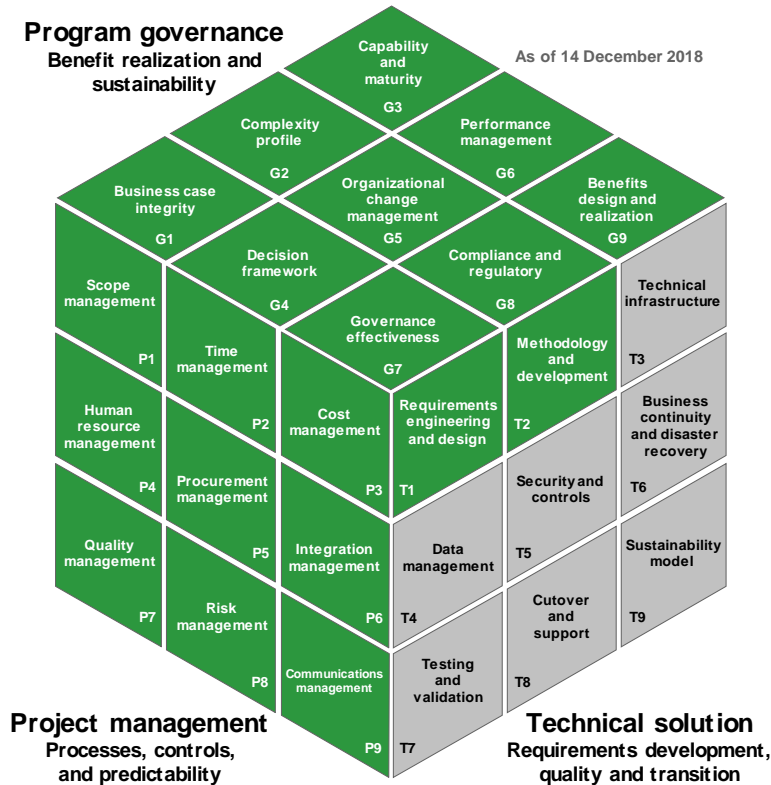 Program governance
Benefit realization and
sustainability
As of 14 December 2018
Capability
and
maturity
G3
Complexity
profile
G2
Performance
management
G6
Business case
integrity
G1
Organizational
change
management
G5
Benefits
design and
realization
G9
Decision
framework
G4
Compliance and
regulatory
G8
Governance
effectiveness
G7
Scope
management
P1
Time
management
P2
Cost
management
P3
Human
resource
management
P4
Procurement
management
P5
Integration
management
P6
Quality
management
P7
Risk
management
P8
Communications
management
P9
Requirements
engineering
and design
T1
Methodology
and
development
T2
Technical
infrastructure
T3
Data
management
T4
Security and
controls
T5
Business
continuity
and disaster
recovery
T6
Testing
and
validation
T7
Cutover
and
support
T8
Sustainability
model
T9
Project management
Processes, controls,
and predictability
Technical solution
Requirements development,
quality and transition